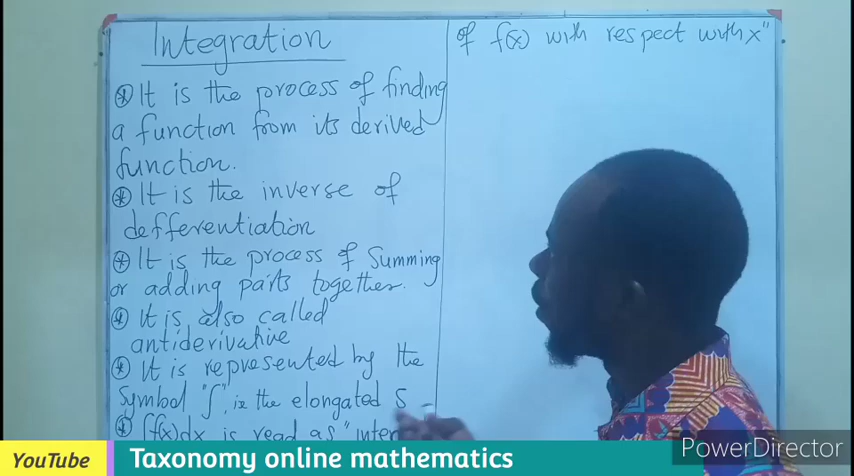 Integration
⊛ It is the process of finding
a function from its derived
function.
⊛ It is the inverse of
defferentiation
⊛ It is the process of Summing
or adding parts together.
⊛ It is also called
antiderivative
⊛ It is represented by the
Symbol "∫", ie the elongated S
⊛ ∫f(x)dx is read as "inte
of f(x) with respect with x"
PowerDirector
YouTube
Taxonomy online mathematics